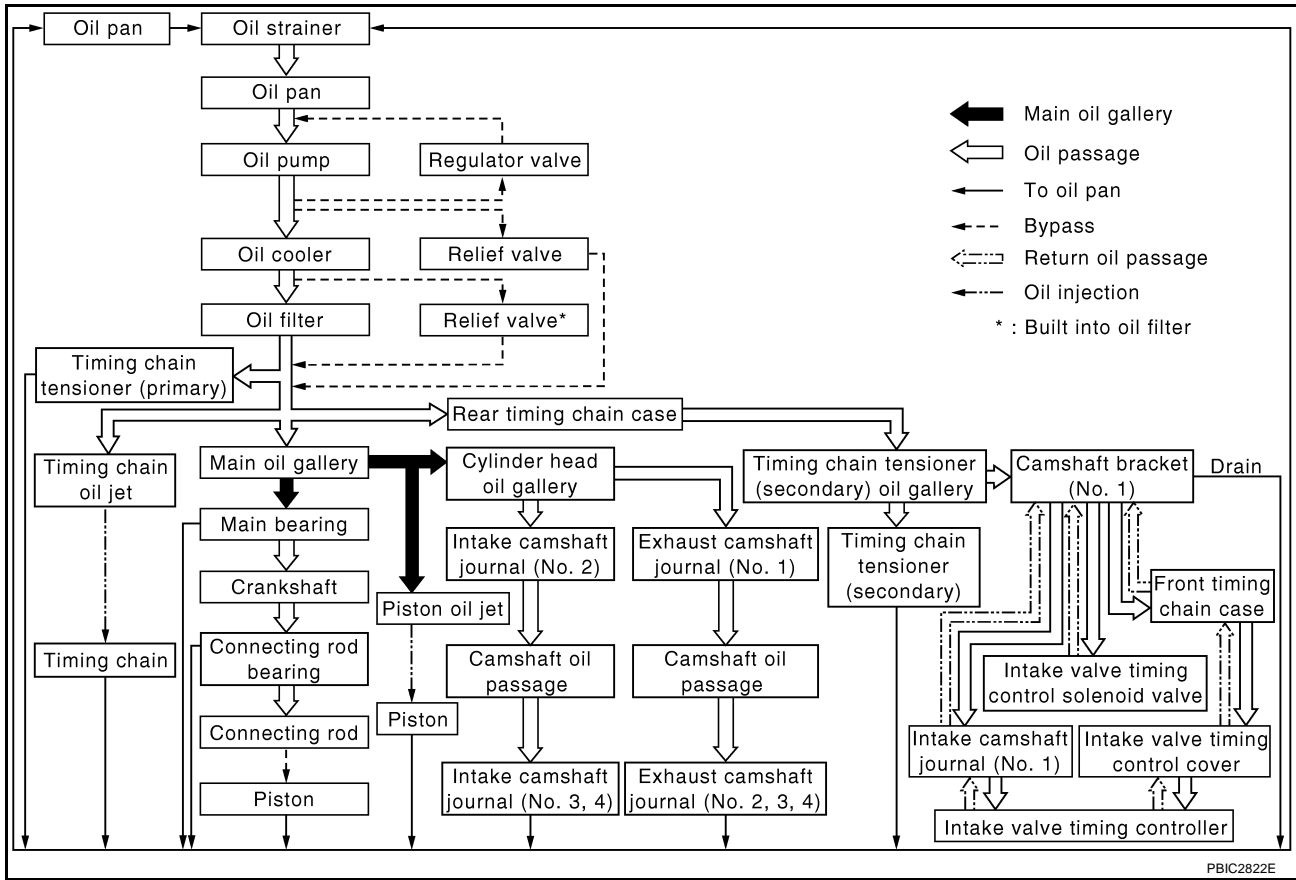 Oil pan
Oil strainer
Oil pan
Oil pump
Regulator valve
Oil cooler
Relief valve
Oil filter
Relief valve*
Main oil gallery
Oil passage
To oil pan
Bypass
Return oil passage
Oil injection
* : Built into oil filter
Timing chain
tensioner (primary)
Rear timing chain case
Timing chain
oil jet
Main oil gallery
Cylinder head
oil gallery
Timing chain tensioner
(secondary) oil gallery
Camshaft bracket
(No. 1)
Drain
Main bearing
Intake camshaft
journal (No. 2)
Exhaust camshaft
journal (No. 1)
Timing chain
tensioner
(secondary)
Crankshaft
Piston oil jet
Front timing
chain case
Timing chain
Connecting rod
bearing
Camshaft oil
passage
Camshaft oil
passage
Intake valve timing
control solenoid valve
Connecting rod
Piston
Intake camshaft
journal (No. 1)
Intake valve timing
control cover
Piston
Intake camshaft
journal (No. 3, 4)
Exhaust camshaft
journal (No. 2, 3, 4)
Intake valve timing controller
PBIC2822E